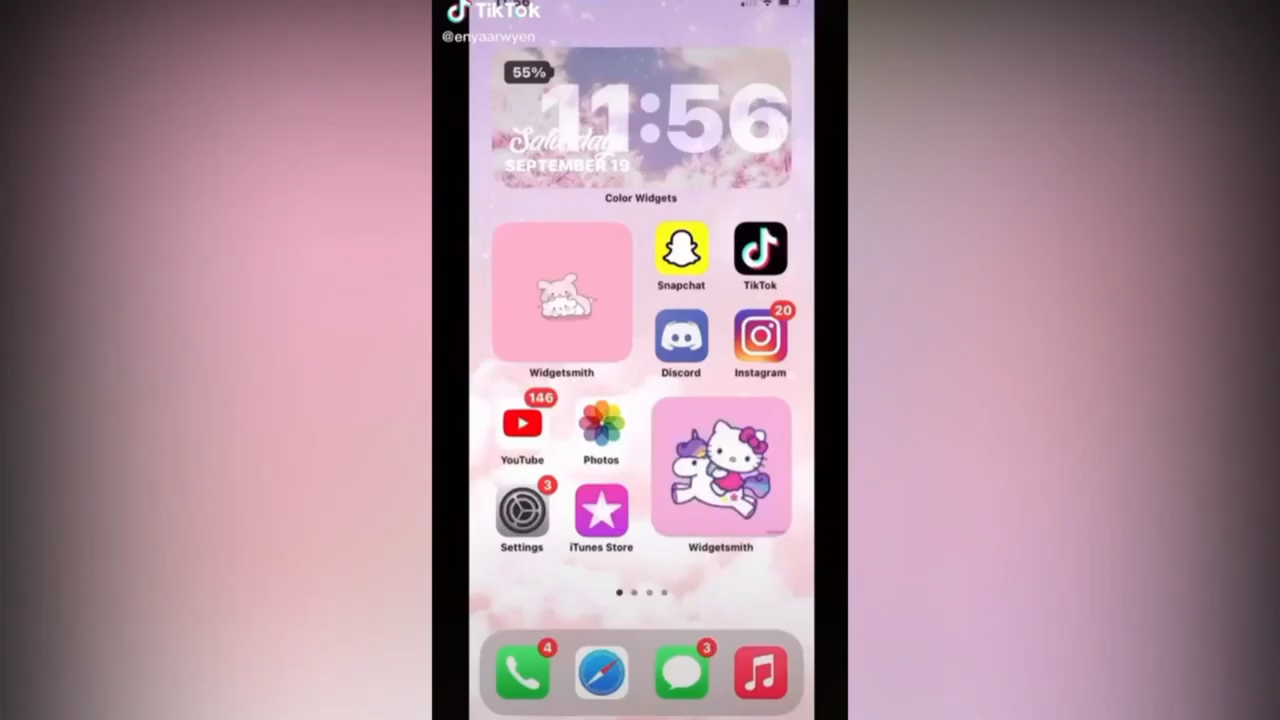 TikTok
@enyaarwyen
55%
11:56
Saturday
SEPTEMBER 19
Color Widgets
Snapchat
TikTok
20
Discord
Instagram
Widgetsmith
146
YouTube
Photos
3
Settings
iTunes Store
Widgetsmith
4
3